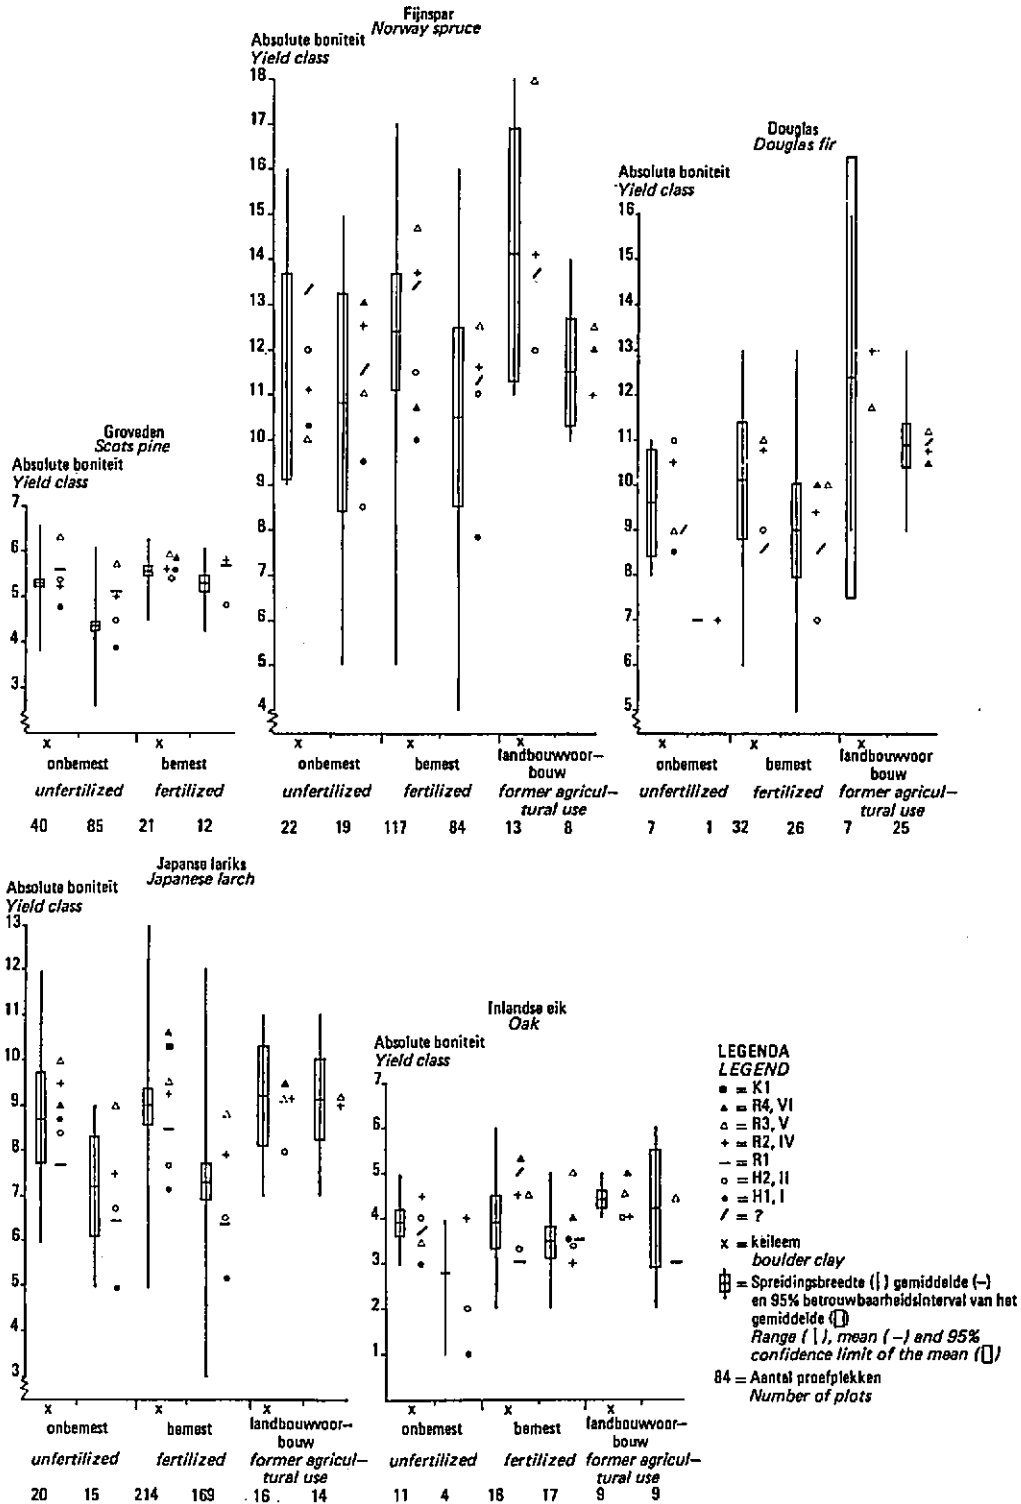 Fijnspar
Norway spruce
Absolute boniteit
Yield class
18
17
16
15
14
13
12
11
10
9
8
7
6
5
4
x x x
onbemest bemest landbouwvoor-
bouw
unfertilized fertilized former agricul-
tural use
22 19 117 84 13 8
Douglas
Douglas fir
Absolute boniteit
Yield class
16
15
14
13
12
11
10
9
8
7
6
5
x x x
onbemest bemest landbouwvoor
bouw
unfertilized fertilized former agricul-
tural use
7 1 32 26 7 25
Groveden
Scots pine
Absolute boniteit
Yield class
7
6
5
4
3
x x
onbemest bemest
unfertilized fertilized
40 85 21 12
Japanse lariks
Japanese larch
Absolute boniteit
Yield class
13
12
11
10
9
8
7
6
5
4
3
x x x
onbemest bemest landbouwvoor-
bouw
unfertilized fertilized former agricul-
tural use
20 15 214 169 16 14
Inlandse eik
Oak
Absolute boniteit
Yield class
7
6
5
4
3
2
1
x x x
onbemest bemest landbouwvoor-
bouw
unfertilized fertilized former agricul-
tural use
11 4 18 17 9 9
LEGENDA
LEGEND
■ = K1
▲ = R4, VI
△ = R3, V
+ = R2, IV
— = R1
○ = H2, II
● = H1, I
/ = ?
x = keileem
boulder clay
= Spreidingsbreedte (|) gemiddelde (–)
en 95% betrouwbaarheidsinterval van het
gemiddelde (▯)
Range (|), mean (–) and 95%
confidence limit of the mean (▯)
84 = Aantal proefplekken
Number of plots